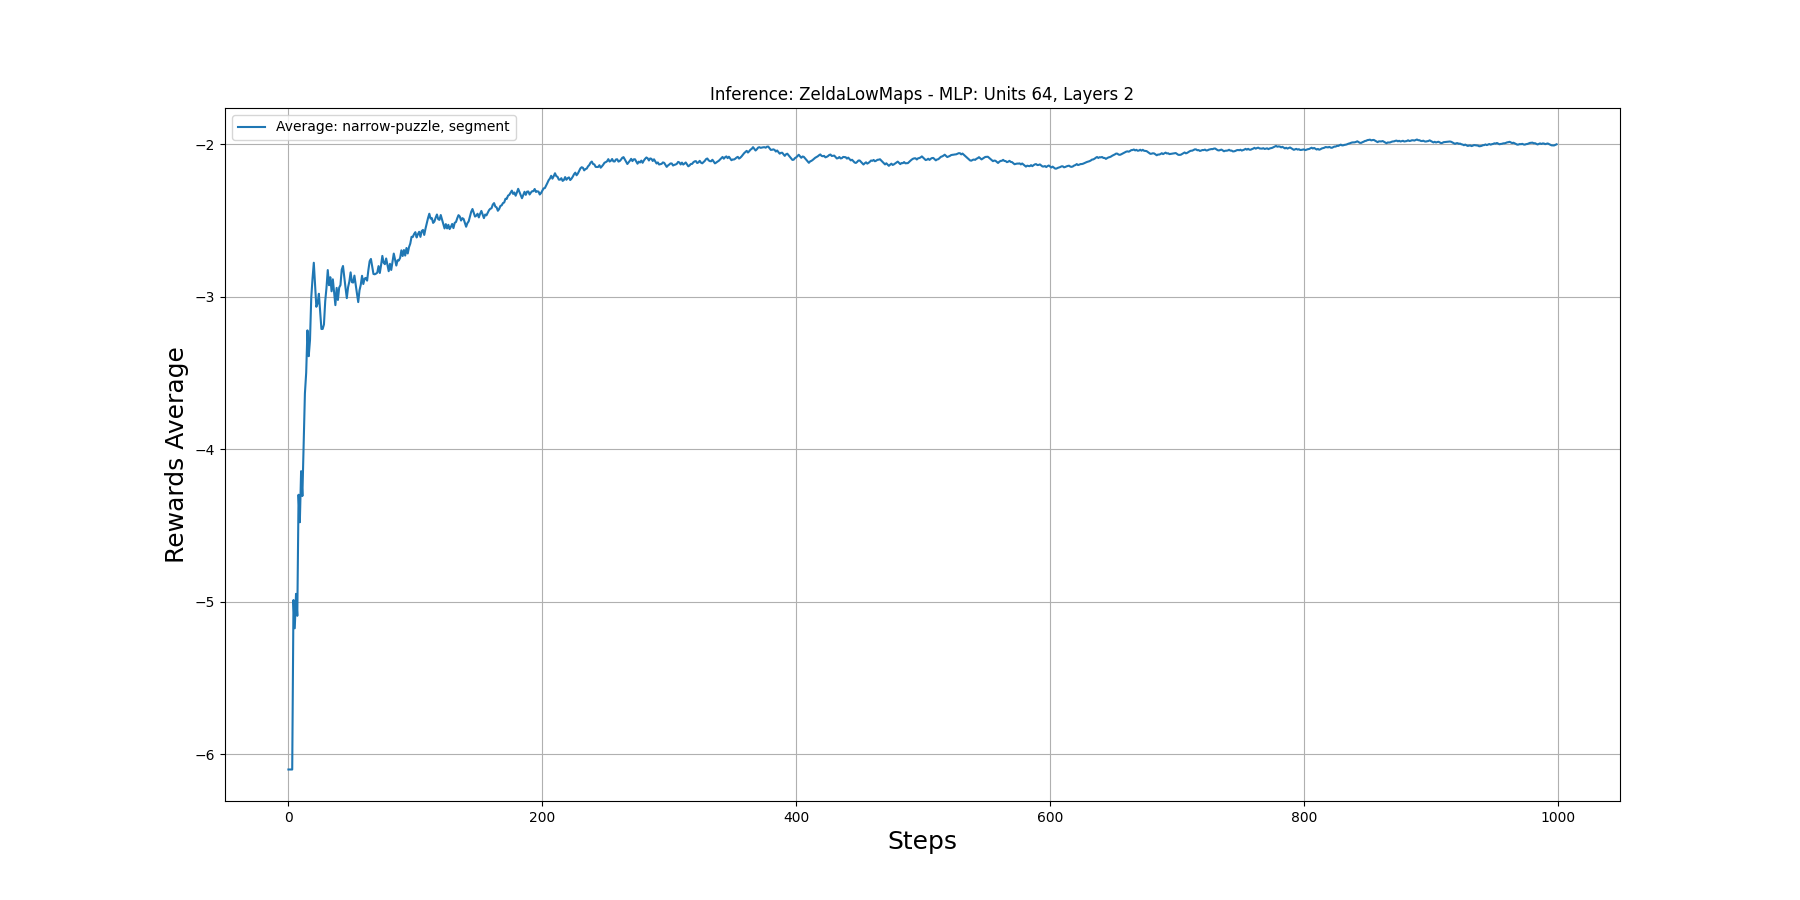 Inference: ZeldaLowMaps - MLP: Units 64, Layers 2
Average: narrow-puzzle, segment
Rewards Average
−2
−3
−4
−5
−6
0 200 400 600 800 1000
Steps